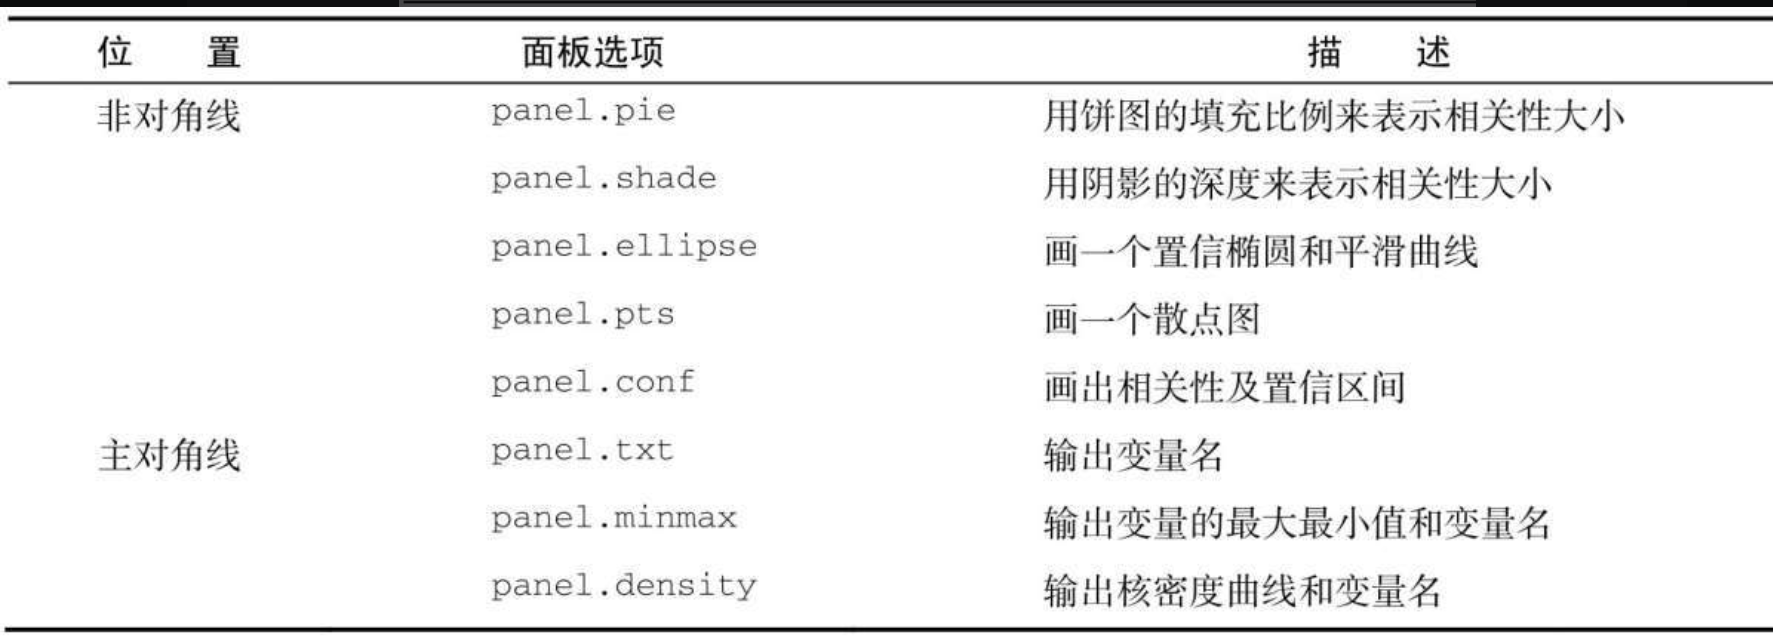 位 置 面板选项 描 述
非对角线 panel.pie 用饼图的填充比例来表示相关性大小
panel.shade 用阴影的深度来表示相关性大小
panel.ellipse 画一个置信椭圆和平滑曲线
panel.pts 画一个散点图
panel.conf 画出相关性及置信区间
主对角线 panel.txt 输出变量名
panel.minmax 输出变量的最大最小值和变量名
panel.density 输出核密度曲线和变量名